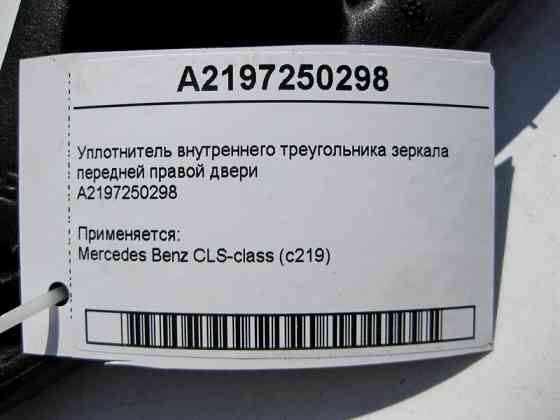 A2197250298
Уплотнитель внутреннего треугольника зеркала
передней правой двери
A2197250298
Применяется:
Mercedes Benz CLS-class (c219)